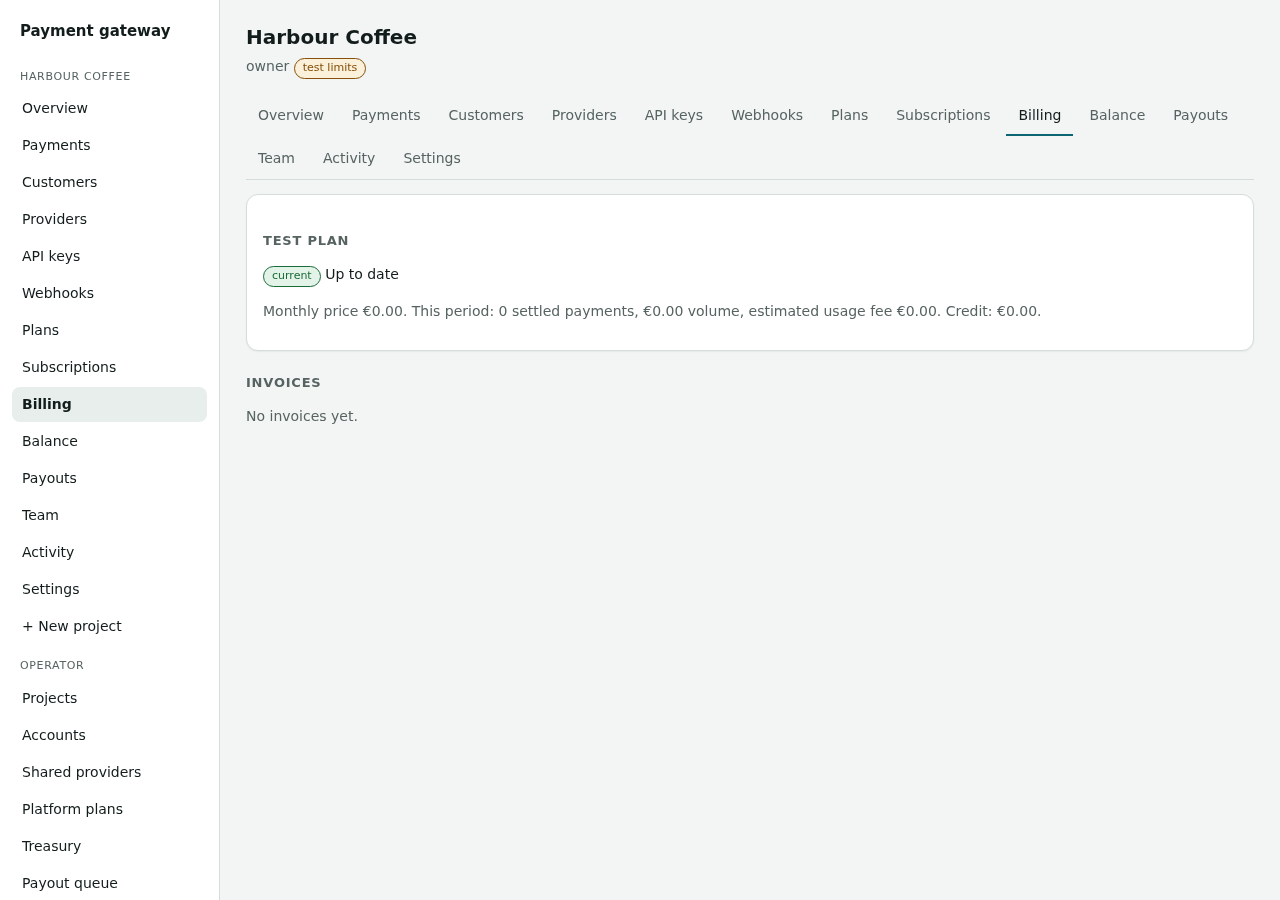 Payment gateway
HARBOUR COFFEE
Overview
Payments
Customers
Providers
API keys
Webhooks
Plans
Subscriptions
Billing
Balance
Payouts
Team
Activity
Settings
+ New project
OPERATOR
Projects
Accounts
Shared providers
Platform plans
Treasury
Payout queue
Harbour Coffee
owner test limits
Overview Payments Customers Providers API keys Webhooks Plans Subscriptions Billing Balance Payouts
Team Activity Settings
TEST PLAN
current Up to date
Monthly price €0.00. This period: 0 settled payments, €0.00 volume, estimated usage fee €0.00. Credit: €0.00.
INVOICES
No invoices yet.